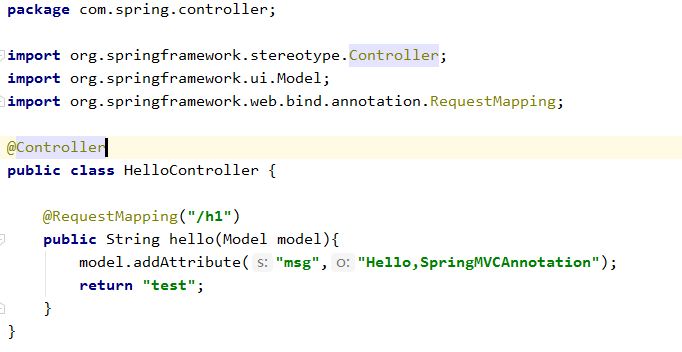 package com.spring.controller;
import org.springframework.stereotype.Controller;
import org.springframework.ui.Model;
import org.springframework.web.bind.annotation.RequestMapping;
@Controller
public class HelloController {
@RequestMapping("/h1")
public String hello(Model model){
model.addAttribute( s: "msg", o: "Hello,SpringMVCAnnotation");
return "test";
}
}